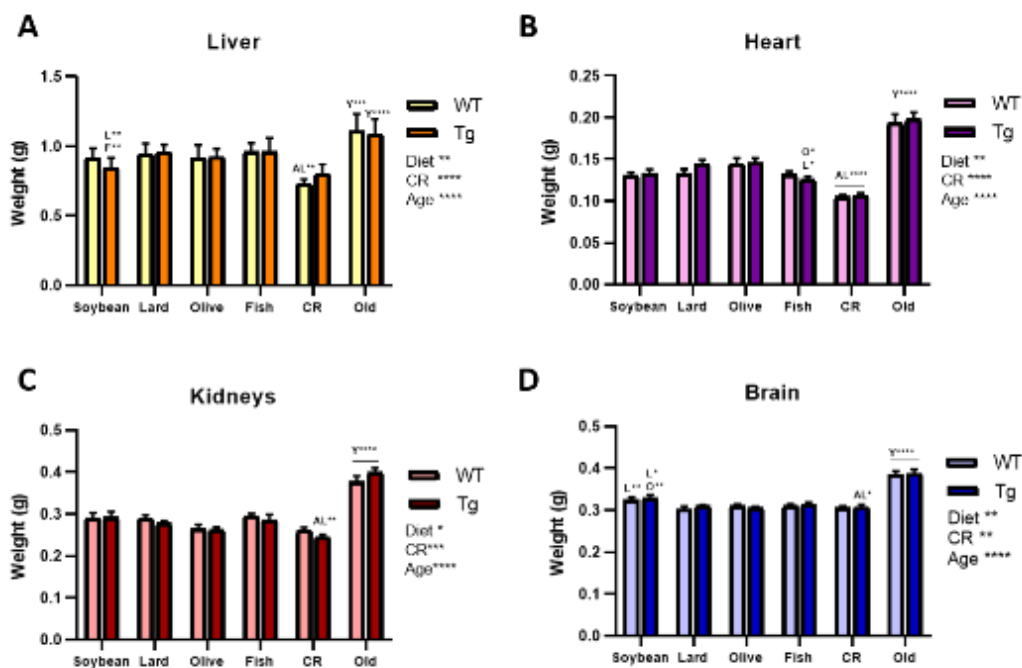 A
Liver
Weight (g)
1.5
1.0
0.5
0.0
L**
F**
AL**
Y***
Y****
Soybean Lard Olive Fish CR Old
WT
Tg
Diet **
CR ****
Age ****
B
Heart
Weight (g)
0.25
0.20
0.15
0.10
0.05
0.00
O*
L*
AL****
Y****
Soybean Lard Olive Fish CR Old
WT
Tg
Diet **
CR ****
Age ****
C
Kidneys
Weight (g)
0.5
0.4
0.3
0.2
0.1
0.0
AL**
Y****
Soybean Lard Olive Fish CR Old
WT
Tg
Diet *
CR***
Age****
D
Brain
Weight (g)
0.5
0.4
0.3
0.2
0.1
0.0
L**
L*
O**
AL*
Y****
Soybean Lard Olive Fish CR Old
WT
Tg
Diet **
CR **
Age ****